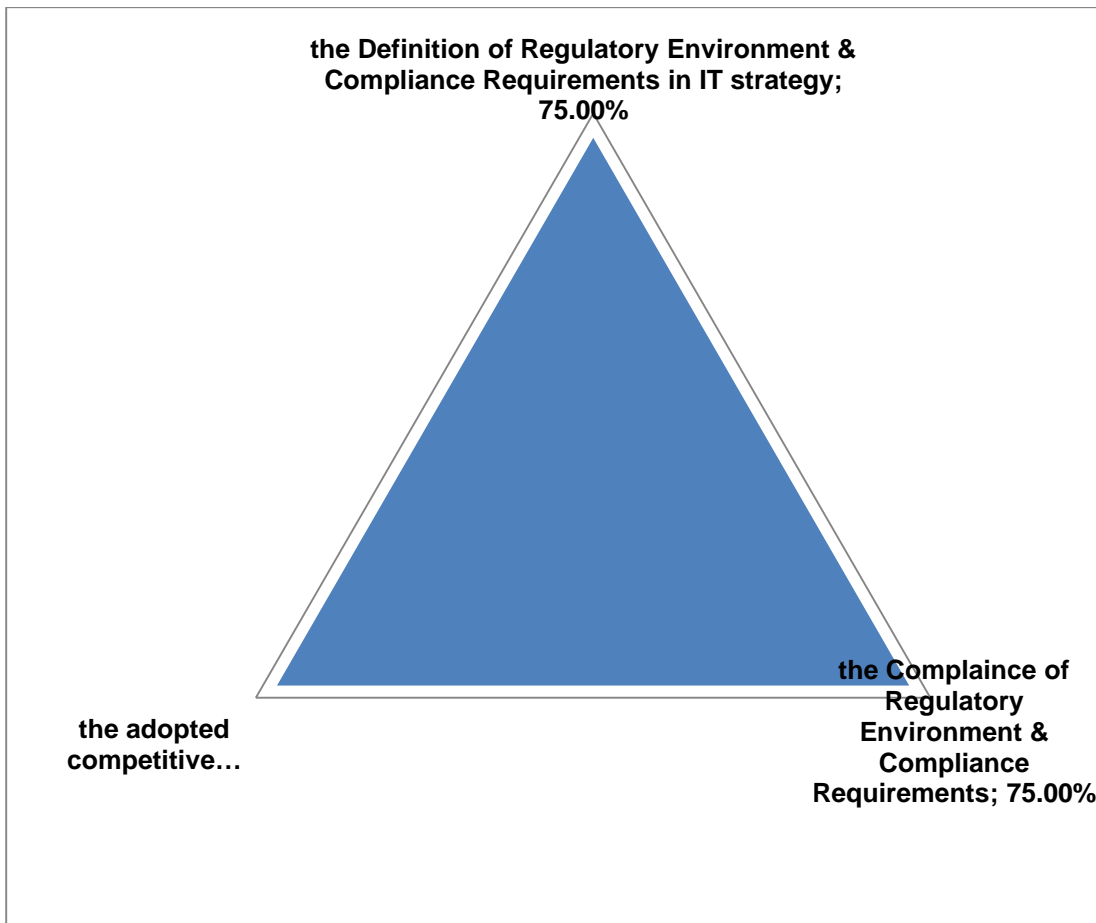 the Definition of Regulatory Environment &
Compliance Requirements in IT strategy;
75.00%
the Complaince of
Regulatory
Environment &
Compliance
Requirements; 75.00%
the adopted
competitive…